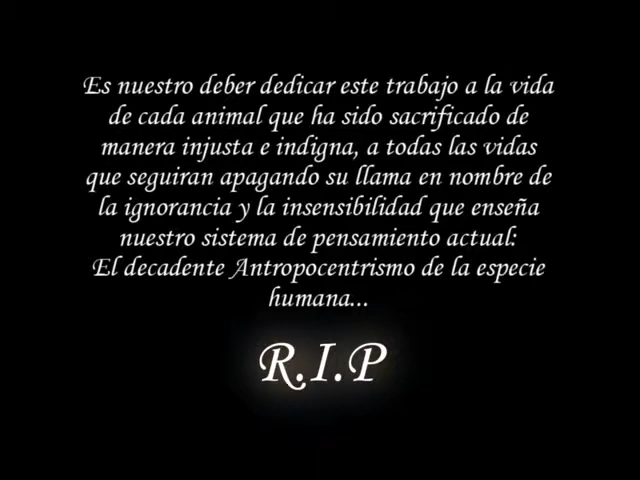 Es nuestro deber dedicar este trabajo a la vida
de cada animal que ha sido sacrificado de
manera injusta e indigna, a todas las vidas
que seguiran apagando su llama en nombre de
la ignorancia y la insensibilidad que enseña
nuestro sistema de pensamiento actual:
El decadente Antropocentrismo de la especie
humana...
R.I.P